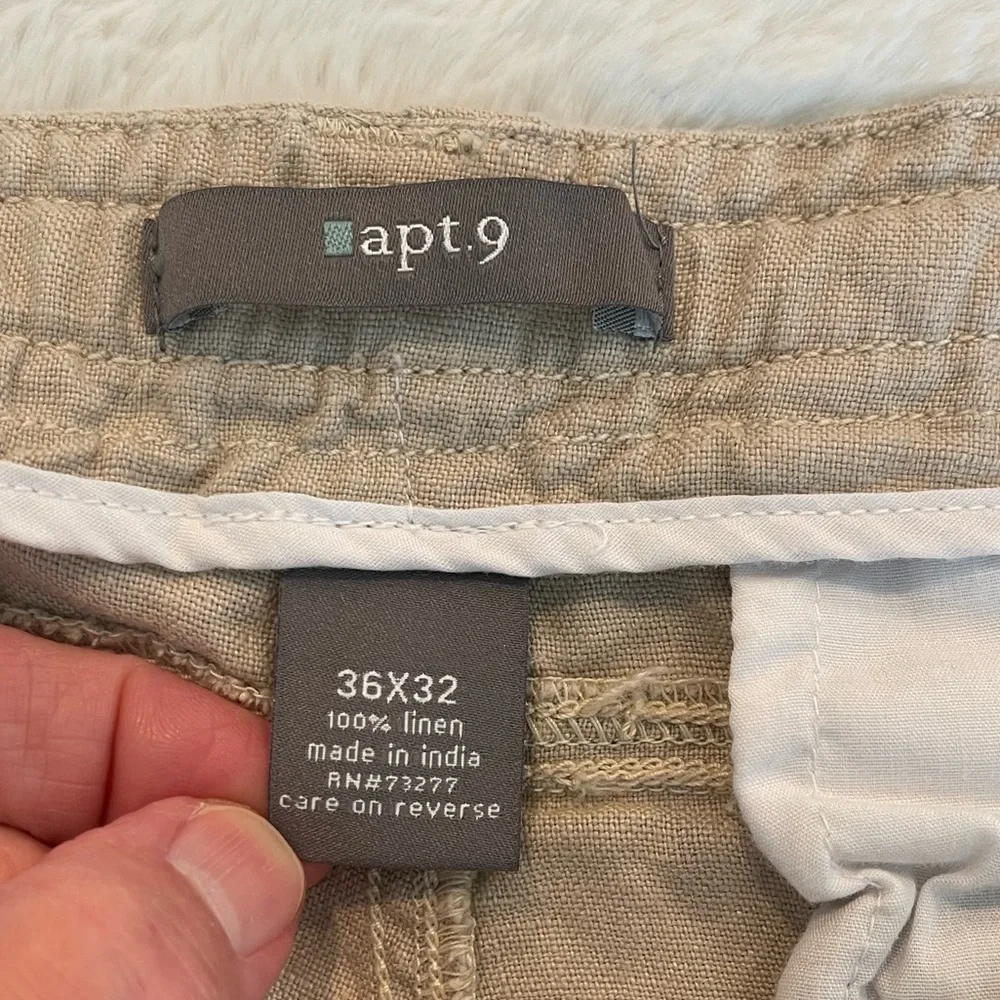 apt.9
36X32
100% linen
made in india
RN#73277
care on reverse